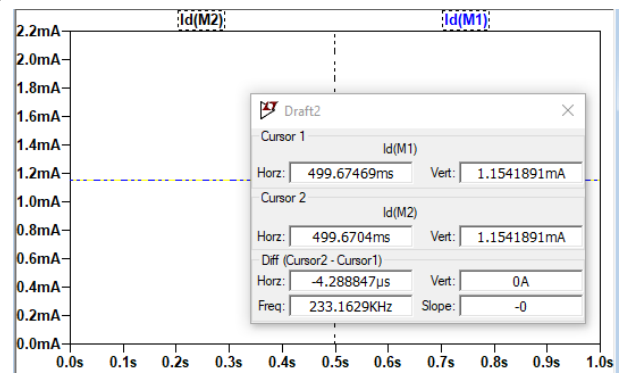 Id(M2) Id(M1)
2.2mA
2.0mA
1.8mA
1.6mA
1.4mA
1.2mA
1.0mA
0.8mA
0.6mA
0.4mA
0.2mA
0.0mA
0.0s 0.1s 0.2s 0.3s 0.4s 0.5s 0.6s 0.7s 0.8s 0.9s 1.0s
Draft2
Cursor 1
Id(M1)
Horz: 499.67469ms Vert: 1.1541891mA
Cursor 2
Id(M2)
Horz: 499.6704ms Vert: 1.1541891mA
Diff (Cursor2 - Cursor1)
Horz: -4.288847µs Vert: 0A
Freq: 233.1629KHz Slope: -0